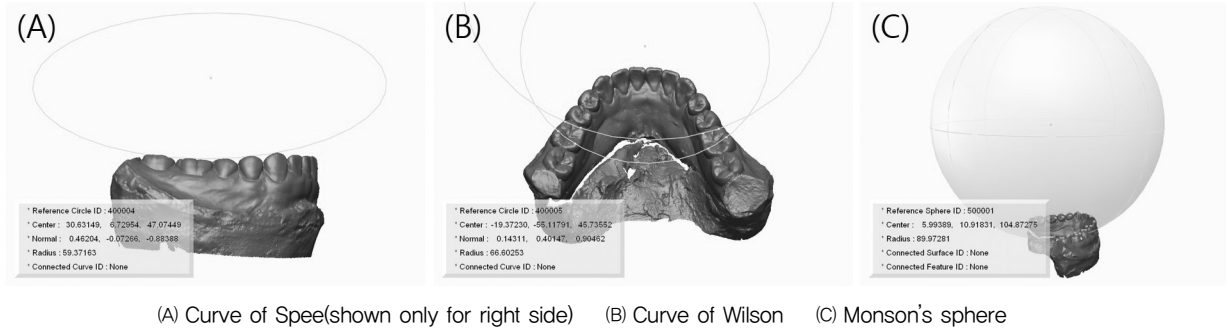 (A)
(B)
(C)
* Reference Circle ID : 400004
* Center : 30.63149, 6.72954, 47.07449
* Normal : 0.46204, -0.07266, -0.88388
* Radius : 59.37163
* Connected Curve ID : None
* Reference Circle ID : 400005
* Center : -19.37230, -55.11791, 45.73552
* Normal : 0.14311, 0.40147, 0.90462
* Radius : 66.60253
* Connected Curve ID : None
* Reference Sphere ID : 500001
* Center : 5.99389, 10.91831, 104.87275
* Radius : 89.97281
* Connected Surface ID : None
* Connected Feature ID : None
(A) Curve of Spee(shown only for right side) (B) Curve of Wilson (C) Monson's sphere